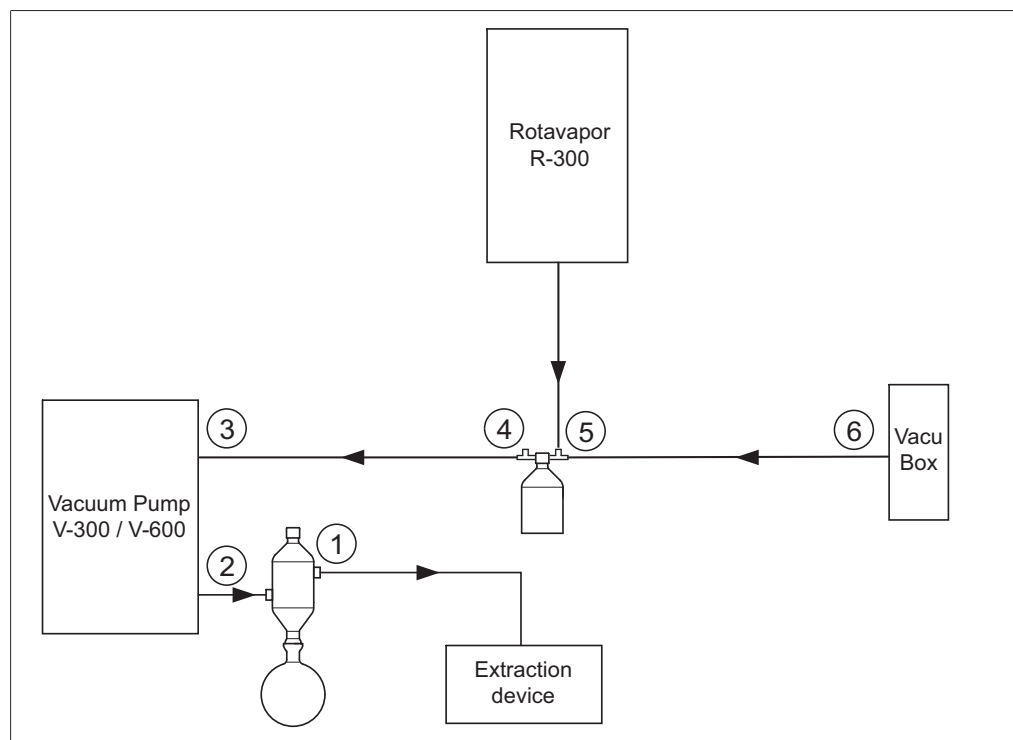 Rotavapor
R-300
3
4
5
6
Vacu
Box
Vacuum Pump
V-300 / V-600
2
1
Extraction
device